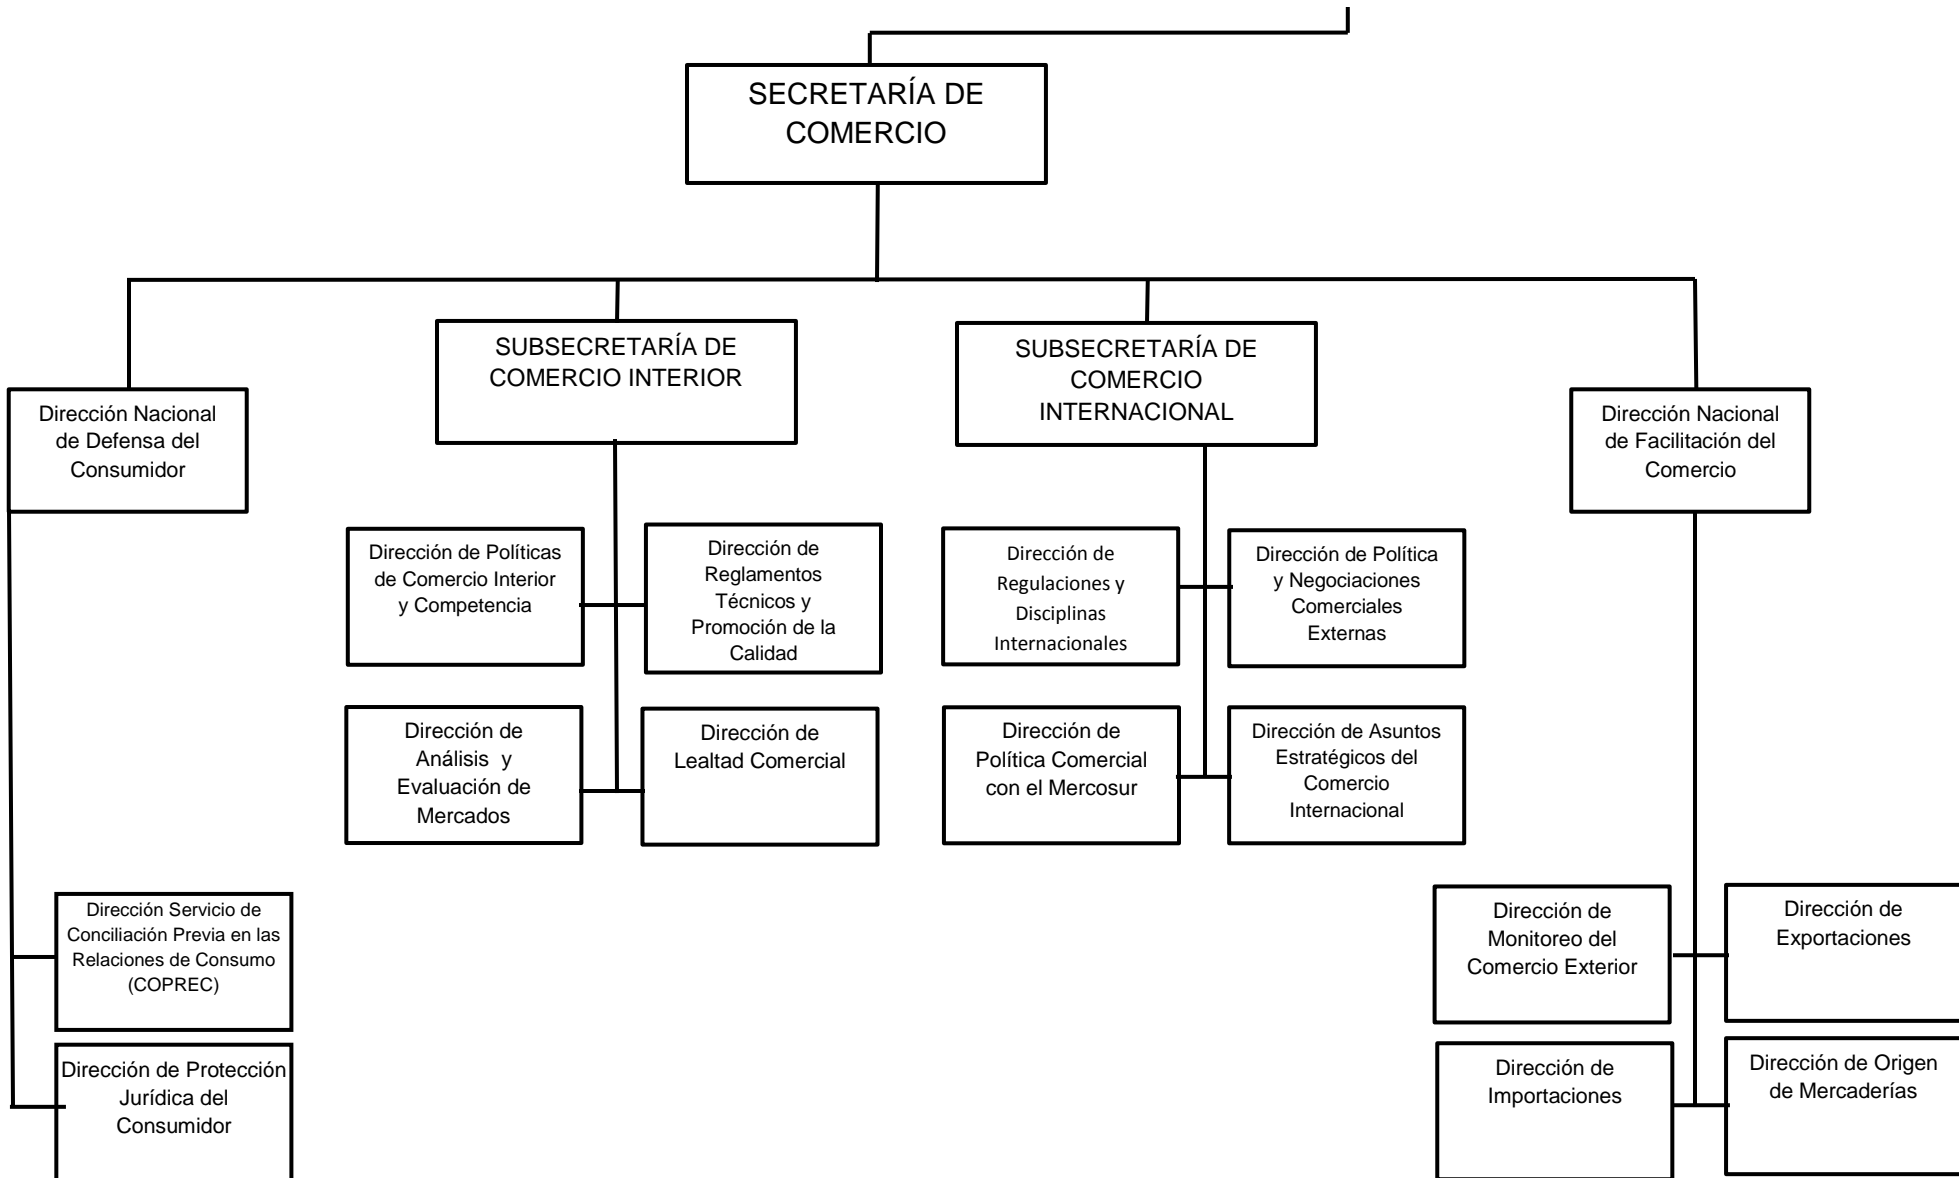 SECRETARÍA DE
COMERCIO
SUBSECRETARÍA DE
COMERCIO INTERIOR
SUBSECRETARÍA DE
COMERCIO
INTERNACIONAL
Dirección Nacional
de Defensa del
Consumidor
Dirección Nacional
de Facilitación del
Comercio
Dirección de Políticas
de Comercio Interior
y Competencia
Dirección de
Reglamentos
Técnicos y
Promoción de la
Calidad
Dirección de
Regulaciones y
Disciplinas
Internacionales
Dirección de Política
y Negociaciones
Comerciales
Externas
Dirección de
Análisis y
Evaluación de
Mercados
Dirección de
Lealtad Comercial
Dirección de
Política Comercial
con el Mercosur
Dirección de Asuntos
Estratégicos del
Comercio
Internacional
Dirección Servicio de
Conciliación Previa en las
Relaciones de Consumo
(COPREC)
Dirección de
Monitoreo del
Comercio Exterior
Dirección de
Exportaciones
Dirección de Protección
Jurídica del
Consumidor
Dirección de
Importaciones
Dirección de Origen
de Mercaderías